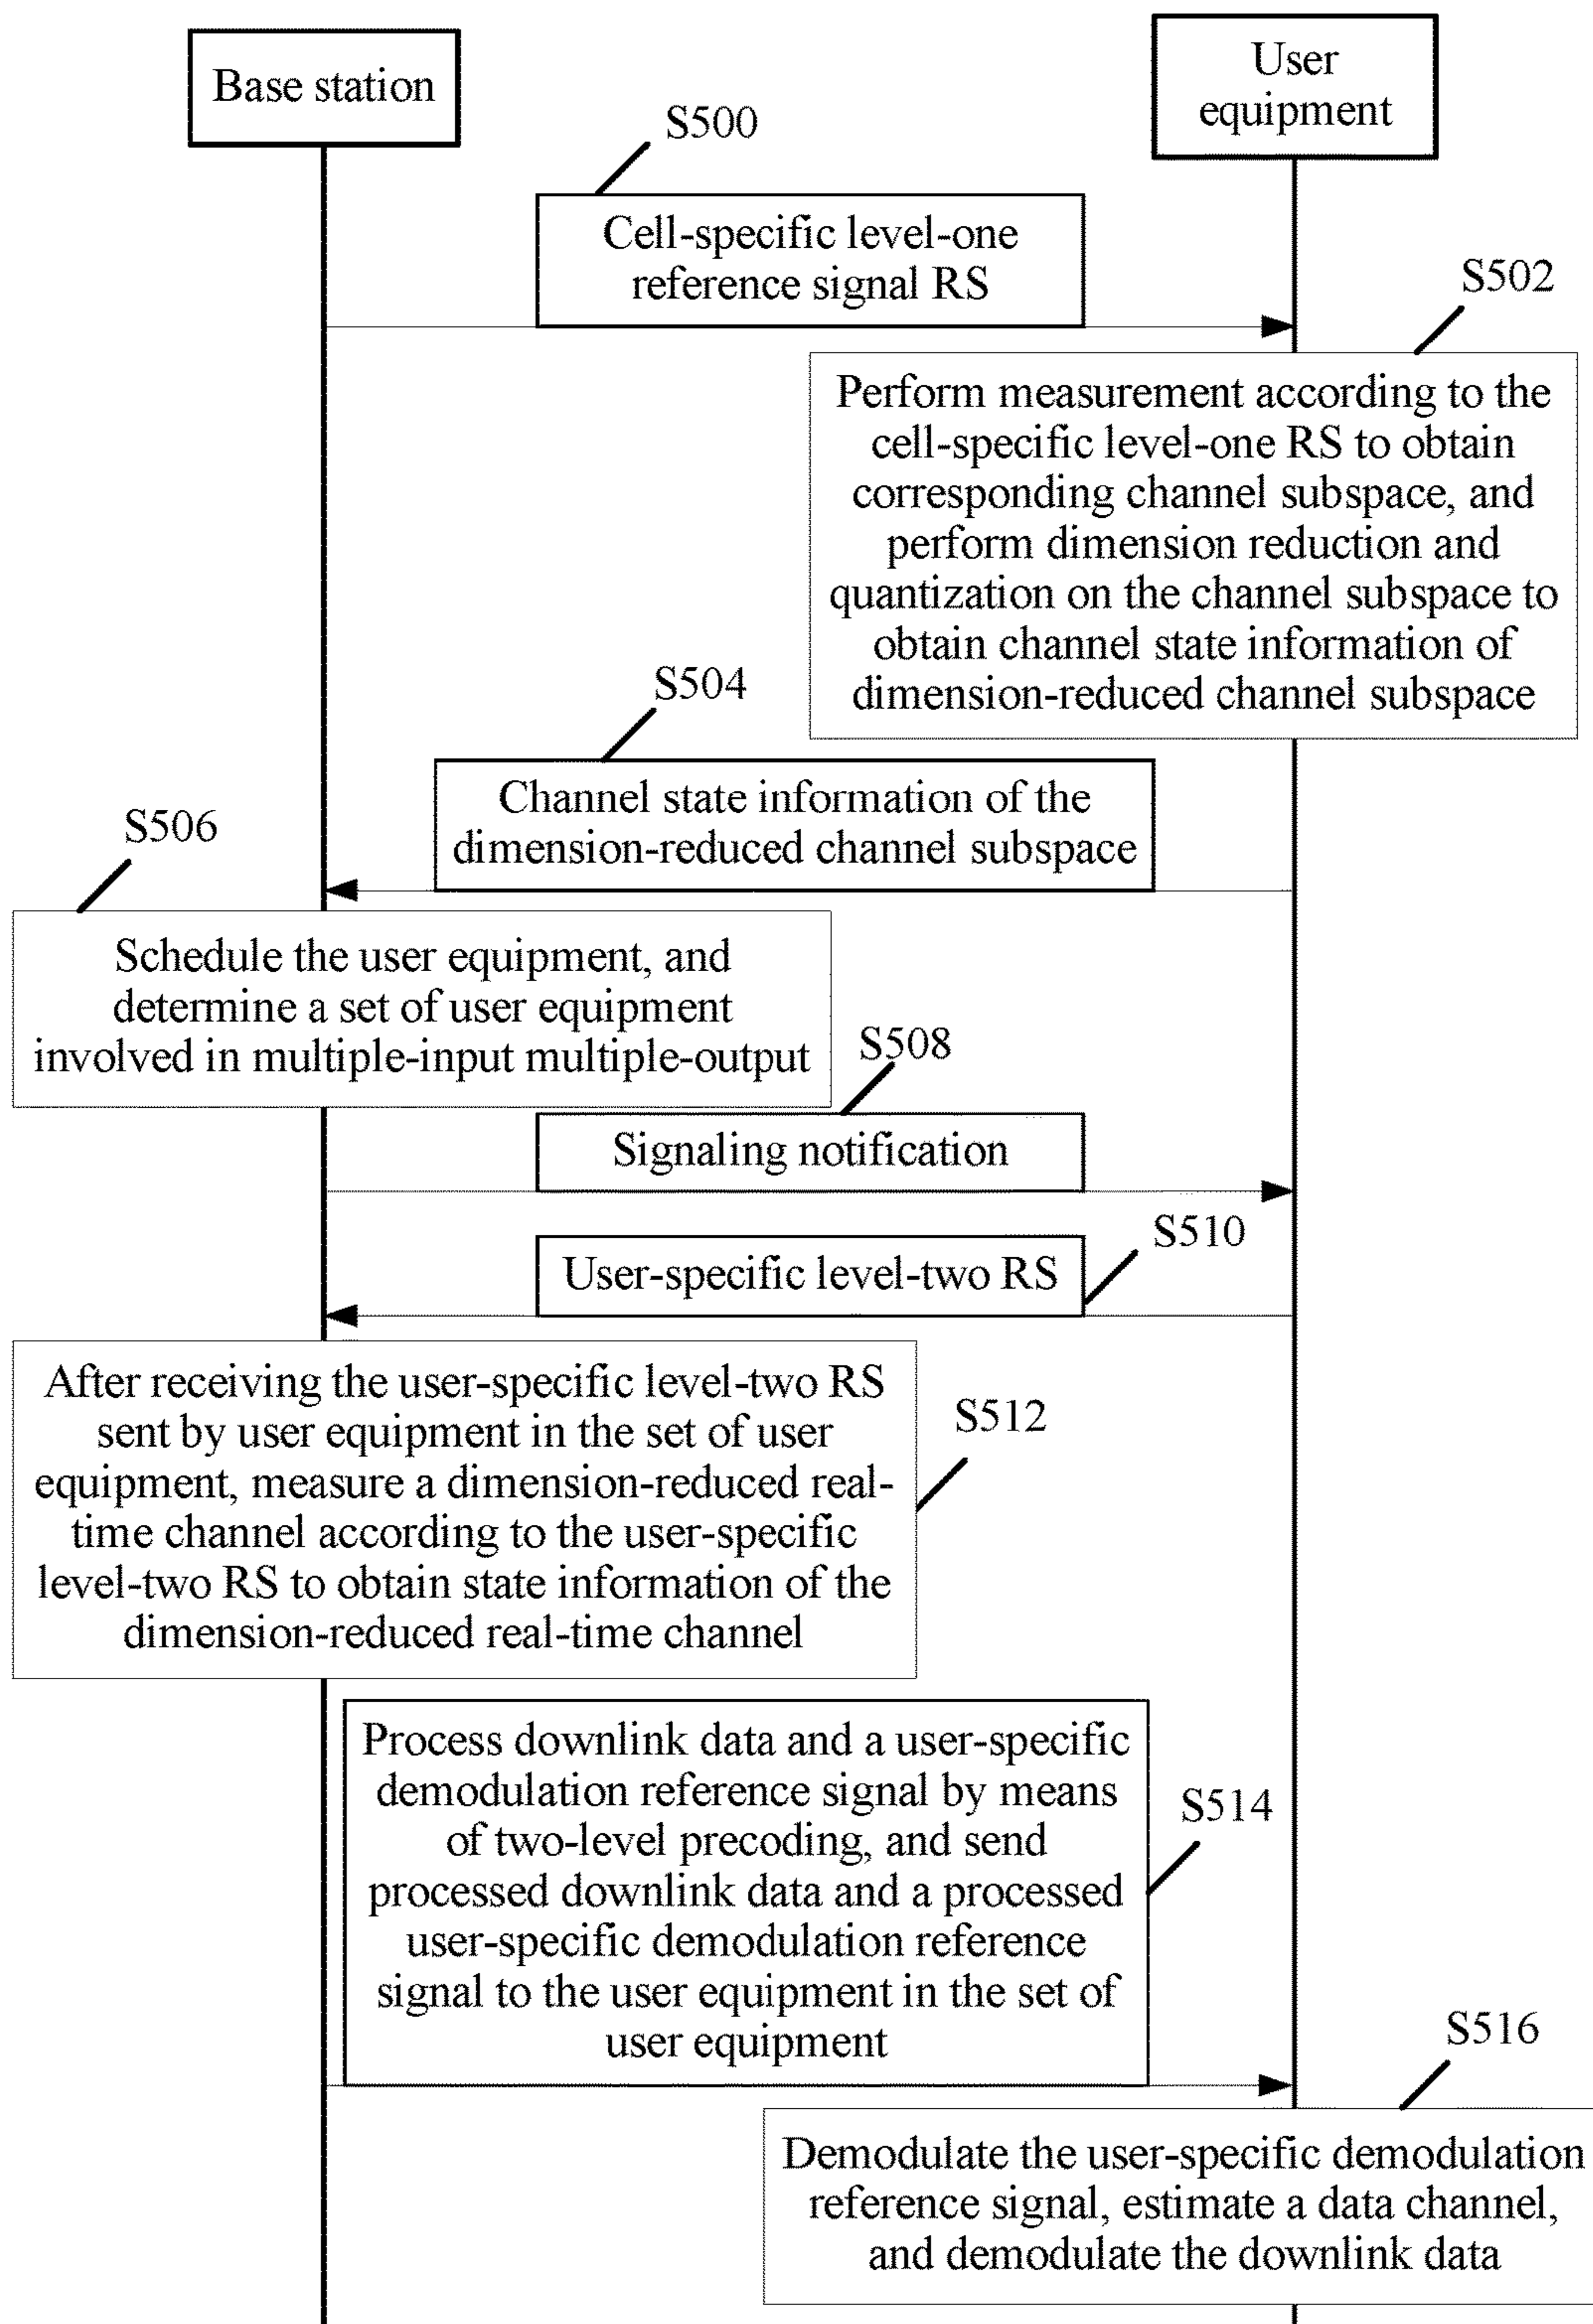 Base station
User
equipment
S500
Cell-specific level-one
reference signal RS
S502
Perform measurement according to the
cell-specific level-one RS to obtain
corresponding channel subspace, and
perform dimension reduction and
quantization on the channel subspace to
obtain channel state information of
dimension-reduced channel subspace
S504
Channel state information of the
dimension-reduced channel subspace
S506
Schedule the user equipment, and
determine a set of user equipment
involved in multiple-input multiple-output
S508
Signaling notification
S510
User-specific level-two RS
After receiving the user-specific level-two RS
sent by user equipment in the set of user
equipment, measure a dimension-reduced real-
time channel according to the user-specific
level-two RS to obtain state information of the
dimension-reduced real-time channel
S512
Process downlink data and a user-specific
demodulation reference signal by means
of two-level precoding, and send
processed downlink data and a processed
user-specific demodulation reference
signal to the user equipment in the set of
user equipment
S514
S516
Demodulate the user-specific demodulation
reference signal, estimate a data channel,
and demodulate the downlink data